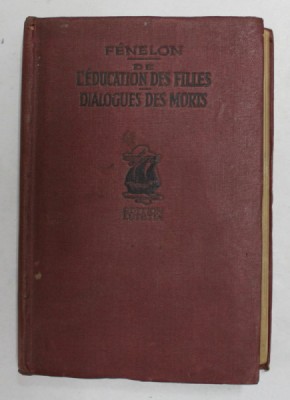 FÉNELON
DE
L'ÉDUCATION DES FILLES
DIALOGUES DES MORTS